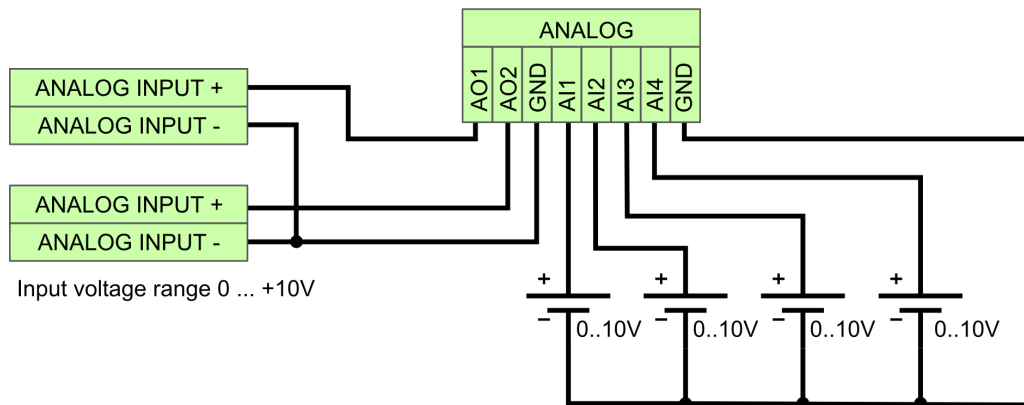 ANALOG
AO1 AO2 GND AI1 AI2 AI3 AI4 GND
ANALOG INPUT +
ANALOG INPUT -
ANALOG INPUT +
ANALOG INPUT -
Input voltage range 0 ... +10V
+ + + +
− − − −
0..10V 0..10V 0..10V 0..10V